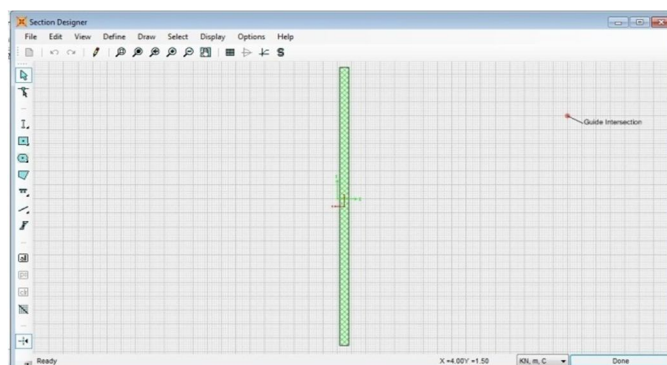 Section Designer
File Edit View Define Draw Select Display Options Help
Guide Intersection
Ready X =4.00Y =1.50 KN, m, C Done